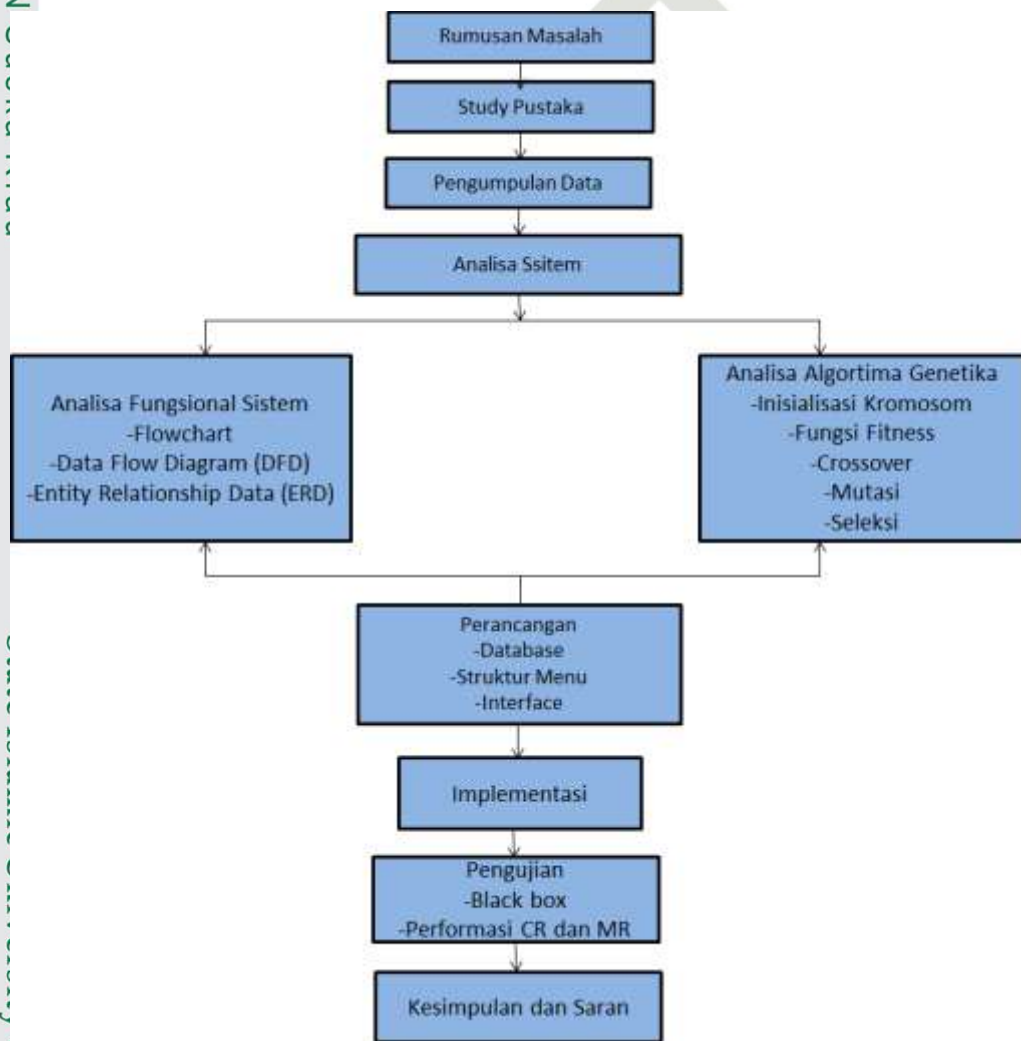 Rumusan Masalah
Study Pustaka
Pengumpulan Data
Analisa Ssitem
Analisa Fungsional Sistem
-Flowchart
-Data Flow Diagram (DFD)
-Entity Relationship Data (ERD)
Analisa Algortima Genetika
-Inisialisasi Kromosom
-Fungsi Fitness
-Crossover
-Mutasi
-Seleksi
Perancangan
-Database
-Struktur Menu
-Interface
Implementasi
Pengujian
-Black box
-Performasi CR dan MR
Kesimpulan dan Saran